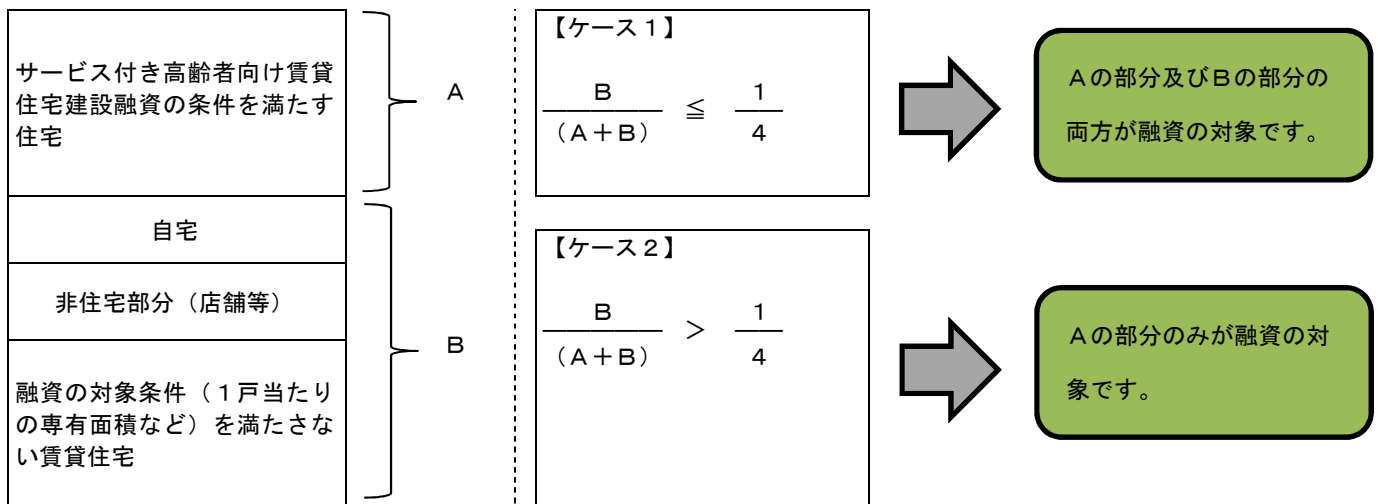 サービス付き高齢者向け賃貸
住宅建設融資の条件を満たす
住宅
A
自宅
非住宅部分（店舗等）
融資の対象条件（１戸当たり
の専有面積など）を満たさな
い賃貸住宅
B
【ケース１】
B
（A＋B）
≦
1
4
Aの部分及びBの部分の
両方が融資の対象です。
【ケース２】
B
（A＋B）
＞
1
4
Aの部分のみが融資の対
象です。